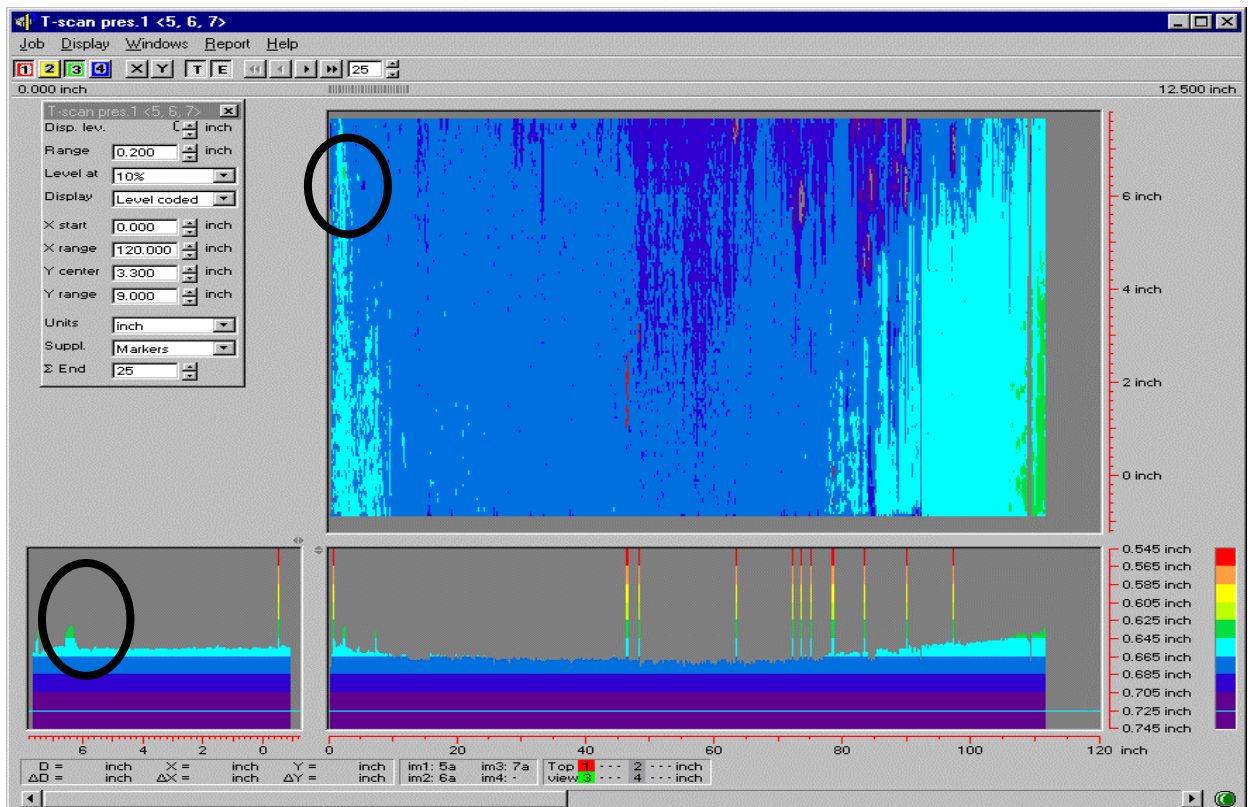 T-scan pres.1 <5, 6, 7>
Job Display Windows Report Help
1 2 3 4 X Y T E 25
0.000 inch 12.500 inch
T-scan pres.1 <5, 6, 7>
Disp. lev. inch
Range 0.200 inch
Level at 10%
Display Level coded
X start 0.000 inch
X range 120.000 inch
Y center 3.300 inch
Y range 9.000 inch
Units inch
Suppl. Markers
Σ End 25
6 inch
4 inch
2 inch
0 inch
0.545 inch
0.565 inch
0.585 inch
0.605 inch
0.625 inch
0.645 inch
0.665 inch
0.685 inch
0.705 inch
0.725 inch
0.745 inch
6 4 2 0
0 20 40 60 80 100 120 inch
D = inch X = inch Y = inch im1: 5a im3: 7a Top 1 --- 2 --- inch
ΔD = inch ΔX = inch ΔY = inch im2: 6a im4: - view 3 --- 4 --- inch